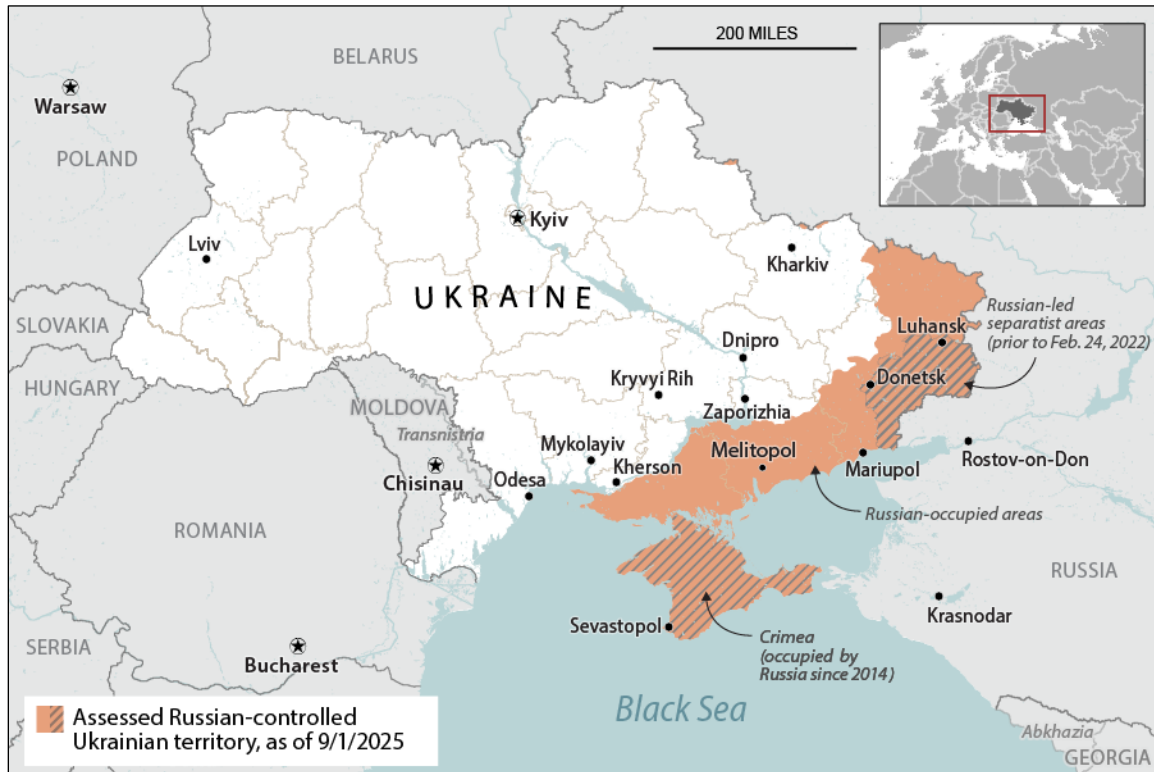 200 MILES
BELARUS
Warsaw
POLAND
Kyiv
Lviv
Kharkiv
UKRAINE
SLOVAKIA
Russian-led
separatist areas
(prior to Feb. 24, 2022)
Luhansk
Dnipro
HUNGARY
Kryvyi Rih
Donetsk
MOLDOVA
Zaporizhia
Transnistria
Mykolayiv
Melitopol
Kherson
Mariupol
Rostov-on-Don
Chisinau
Odesa
Russian-occupied areas
ROMANIA
RUSSIA
Krasnodar
Sevastopol
Crimea
(occupied by
Russia since 2014)
SERBIA
Bucharest
Black Sea
Assessed Russian-controlled
Ukrainian territory, as of 9/1/2025
Abkhazia
GEORGIA